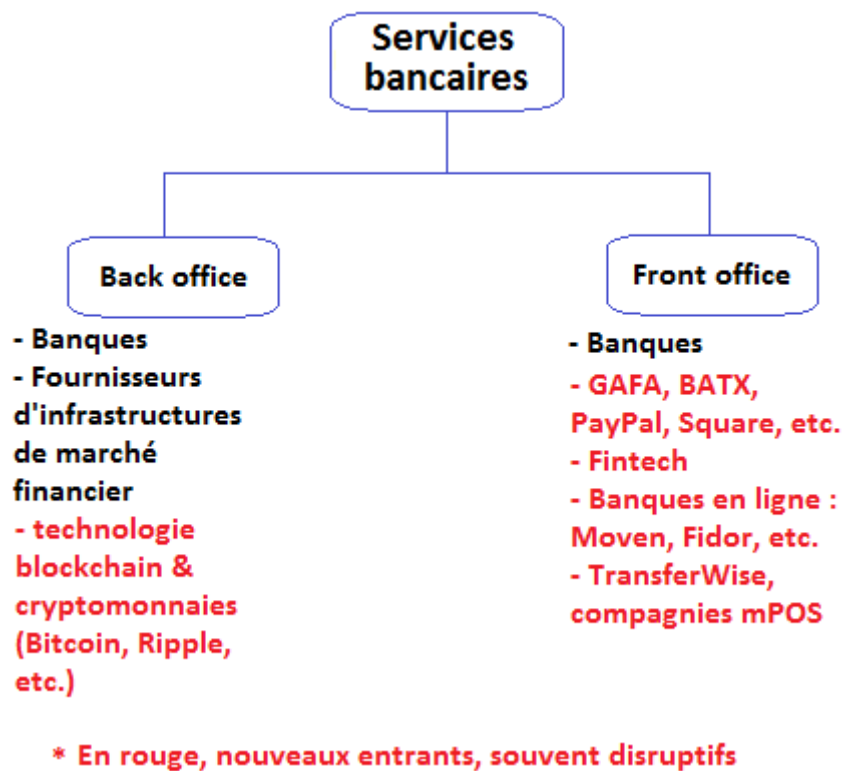 Services
bancaires
Back office
- Banques
- Fournisseurs
d'infrastructures
de marché
financier
- technologie
blockchain &
cryptomonnaies
(Bitcoin, Ripple,
etc.)
Front office
- Banques
- GAFA, BATX,
PayPal, Square, etc.
- Fintech
- Banques en ligne :
Moven, Fidor, etc.
- TransferWise,
compagnies mPOS
* En rouge, nouveaux entrants, souvent disruptifs